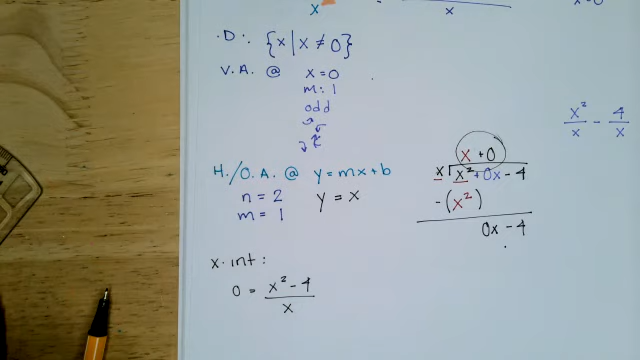 x
x
x=0
·D: {x | x ≠ 0}
V.A. @ x=0
m: 1
odd
H./O.A. @ y=mx+b
n = 2 y = x
m = 1
x² / x - 4 / x
x + 0
x √ x² + 0x - 4
- (x²)
0x - 4
x.int:
0 = x² - 4
x